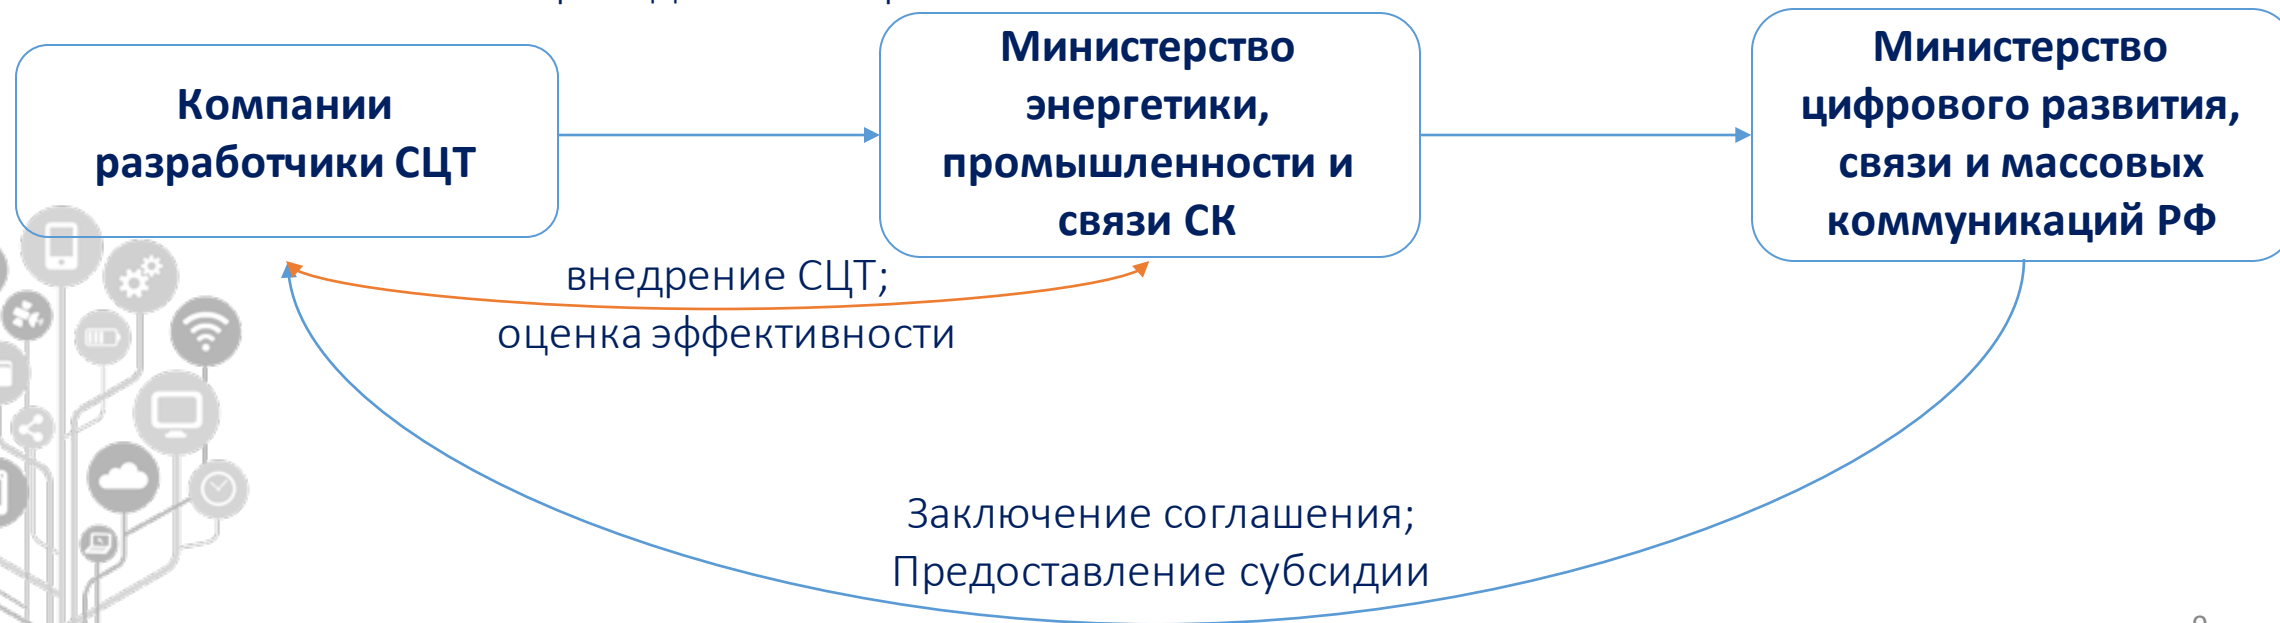 Компании
разработчики СЦТ
Министерство
энергетики,
промышленности и
связи СК
Министерство
цифрового развития,
связи и массовых
коммуникаций РФ
внедрение СЦТ;
оценка эффективности
Заключение соглашения;
Предоставление субсидии